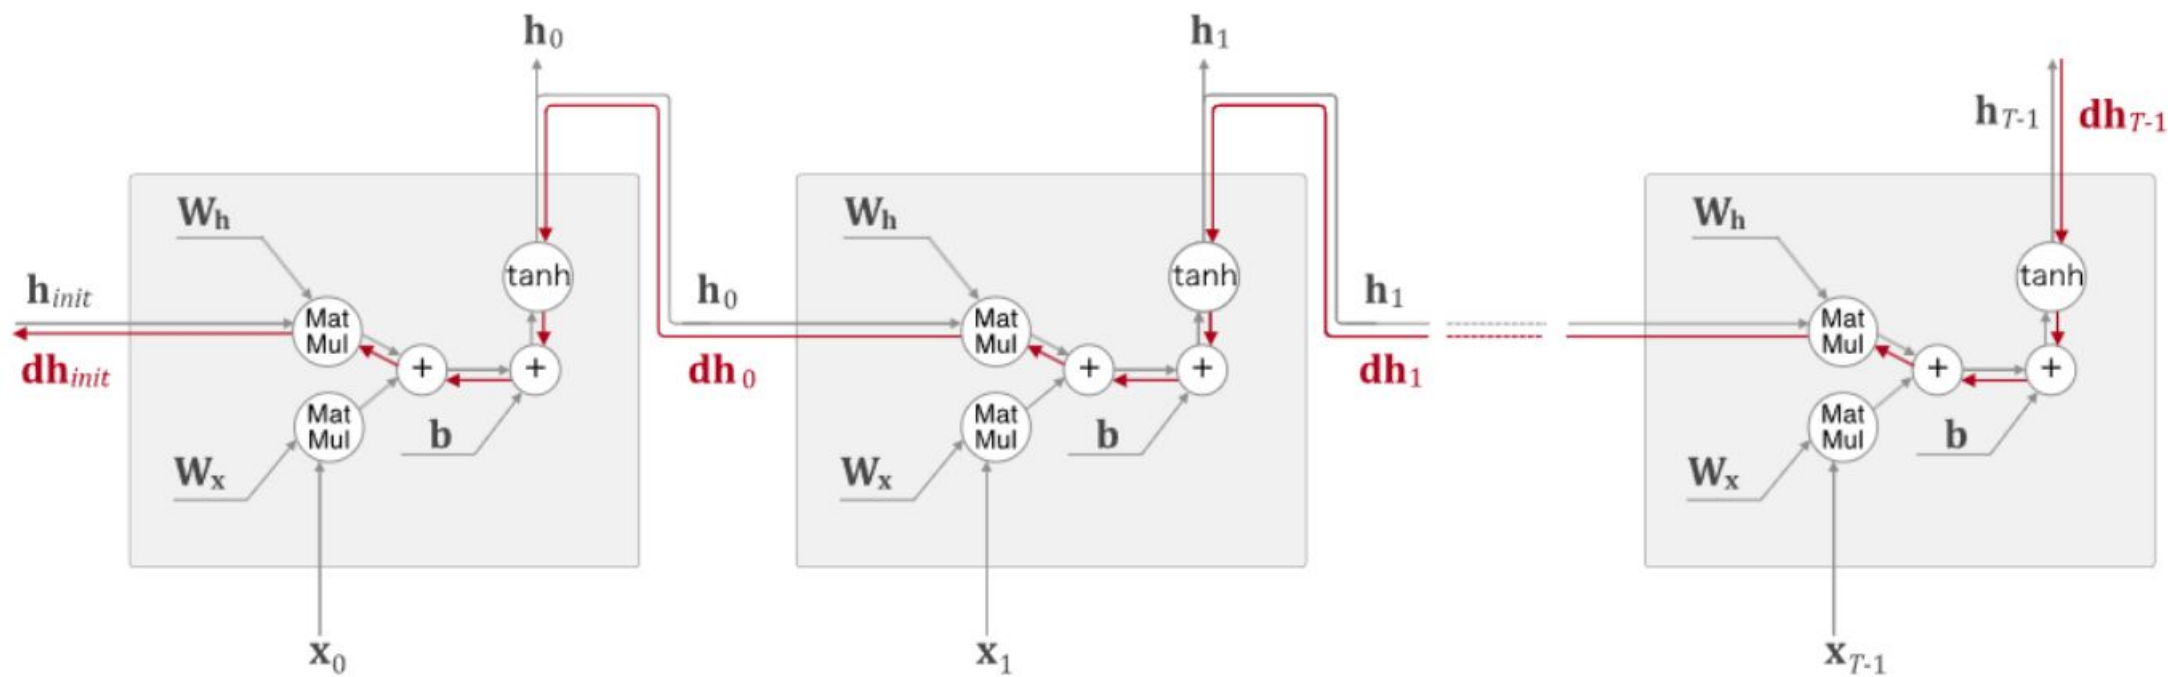 h0
h1
hT-1
dhT-1
Wh
Wh
Wh
tanh
tanh
tanh
hinit
h0
h1
Mat
Mul
Mat
Mul
Mat
Mul
dhinit
+
+
dh0
+
+
dh1
+
+
Mat
Mul
b
Mat
Mul
b
Mat
Mul
b
Wx
Wx
Wx
x0
x1
xT-1